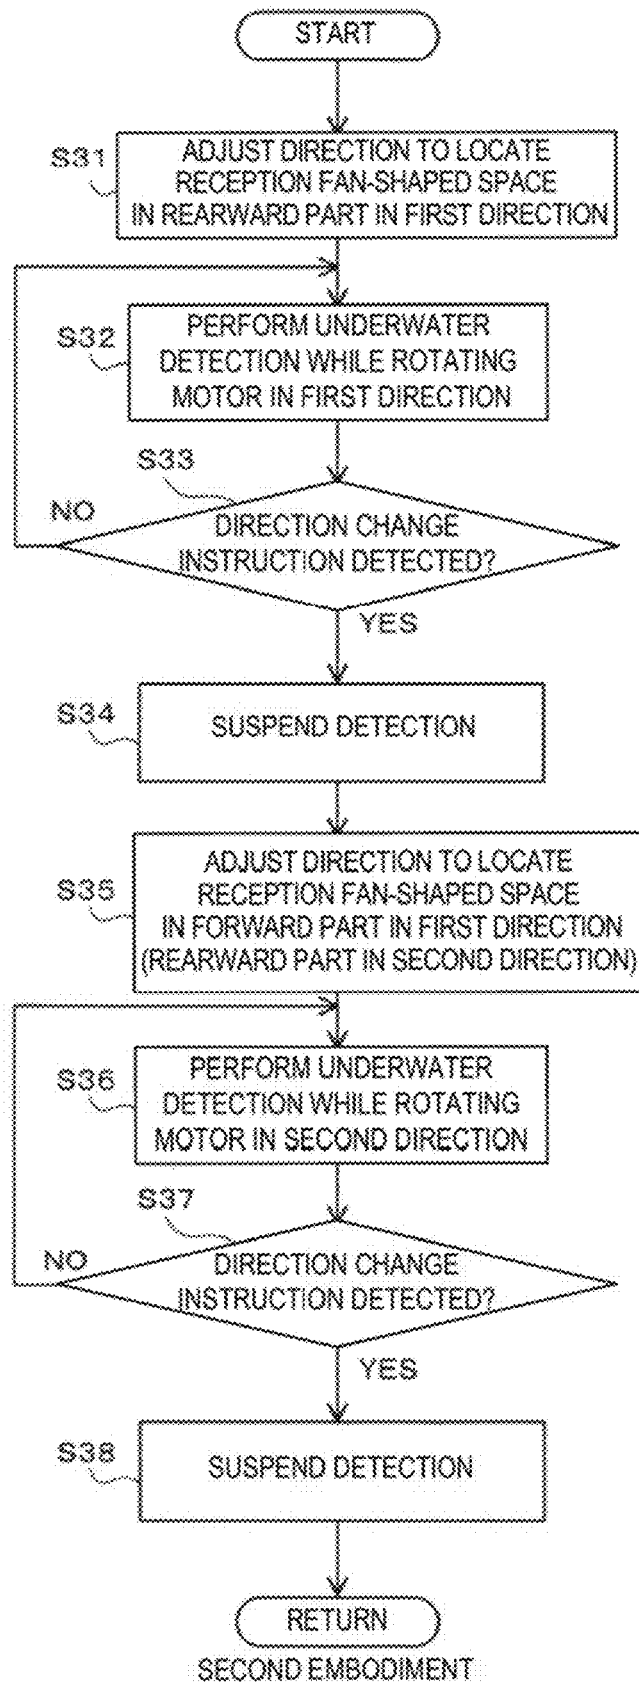 START
S31
ADJUST DIRECTION TO LOCATE
RECEPTION FAN-SHAPED SPACE
IN REARWARD PART IN FIRST DIRECTION
S32
PERFORM UNDERWATER
DETECTION WHILE ROTATING
MOTOR IN FIRST DIRECTION
S33
NO
DIRECTION CHANGE
INSTRUCTION DETECTED?
YES
S34
SUSPEND DETECTION
S35
ADJUST DIRECTION TO LOCATE
RECEPTION FAN-SHAPED SPACE
IN FORWARD PART IN FIRST DIRECTION
(REARWARD PART IN SECOND DIRECTION)
S36
PERFORM UNDERWATER
DETECTION WHILE ROTATING
MOTOR IN SECOND DIRECTION
S37
NO
DIRECTION CHANGE
INSTRUCTION DETECTED?
YES
S38
SUSPEND DETECTION
RETURN
SECOND EMBODIMENT